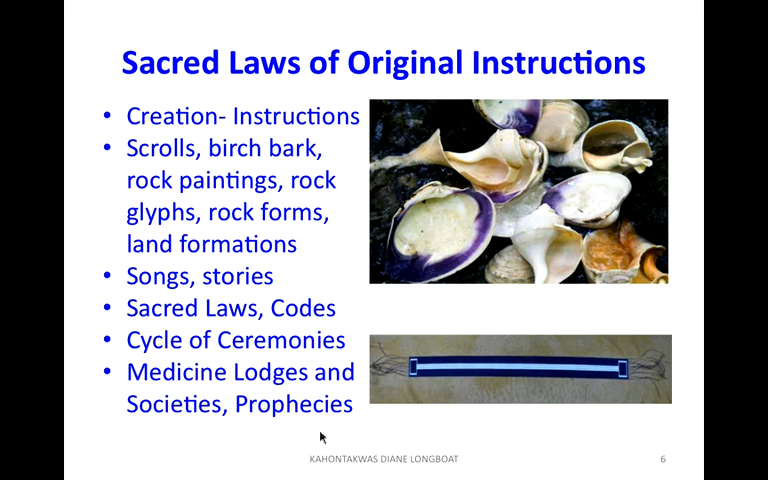 Sacred Laws of Original Instructions
• Creation- Instructions
• Scrolls, birch bark,
rock paintings, rock
glyphs, rock forms,
land formations
• Songs, stories
• Sacred Laws, Codes
• Cycle of Ceremonies
• Medicine Lodges and
Societies, Prophecies
KAHONTAKWAS DIANE LONGBOAT
6